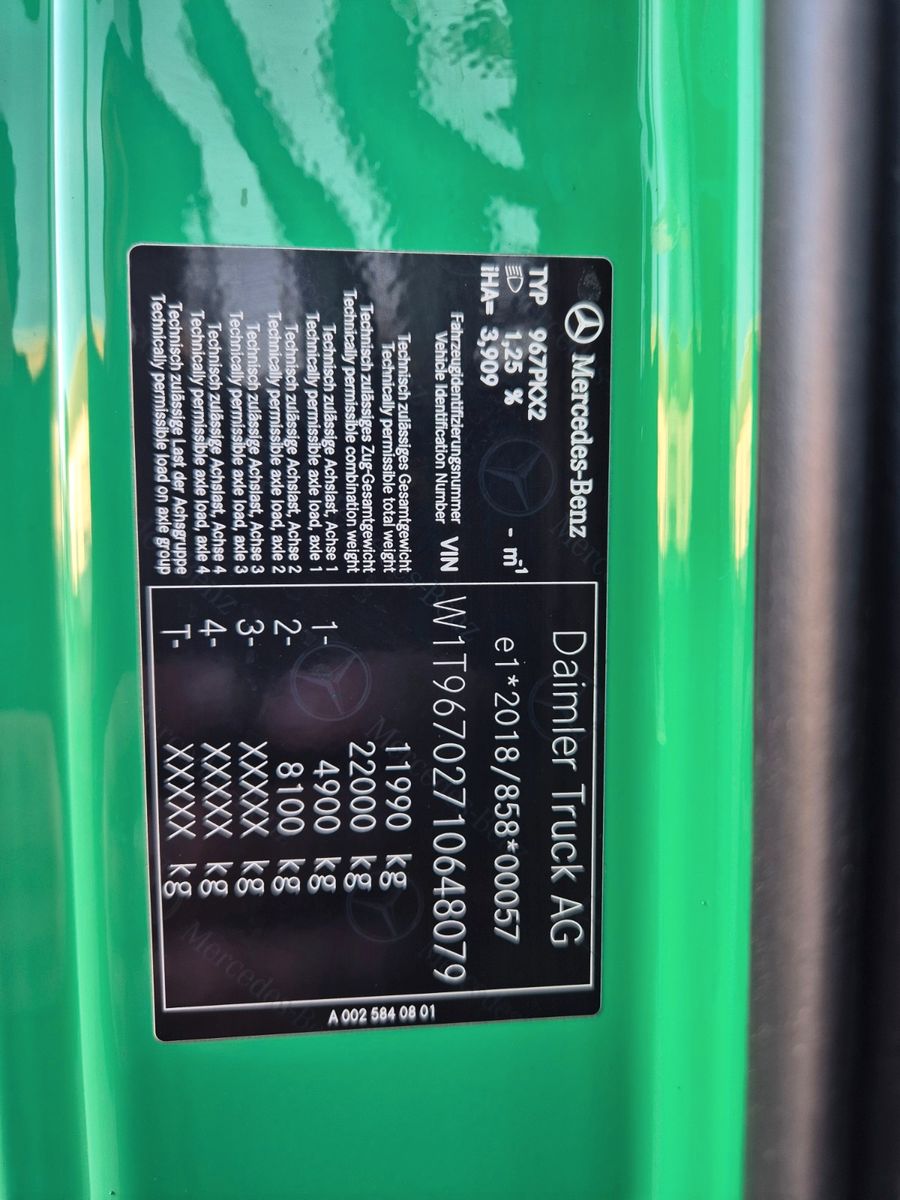 Mercedes-Benz
Daimler Truck AG
TYP 967PKX2
1.25 % - m-1 e1*2018/858*00057
iHA= 3,909
Fahrzeugidentifizierungsnummer
Vehicle Identification Number VIN W1T96702710648079
Technisch zulässiges Gesamtgewicht
Technically permissible total weight 11990 kg
Technisch zulässiges Zug-Gesamtgewicht
Technically permissible combination weight 22000 kg
Technisch zulässige Achslast, Achse 1
Technically permissible axle load, axle 1 1- 4900 kg
Technisch zulässige Achslast, Achse 2
Technically permissible axle load, axle 2 2- 8100 kg
Technisch zulässige Achslast, Achse 3
Technically permissible axle load, axle 3 3- XXXXX kg
Technisch zulässige Achslast, Achse 4
Technically permissible axle load, axle 4 4- XXXXX kg
Technisch zulässige Last der Achsgruppe
Technically permissible load on axle group T- XXXXX kg
A 002 584 08 01